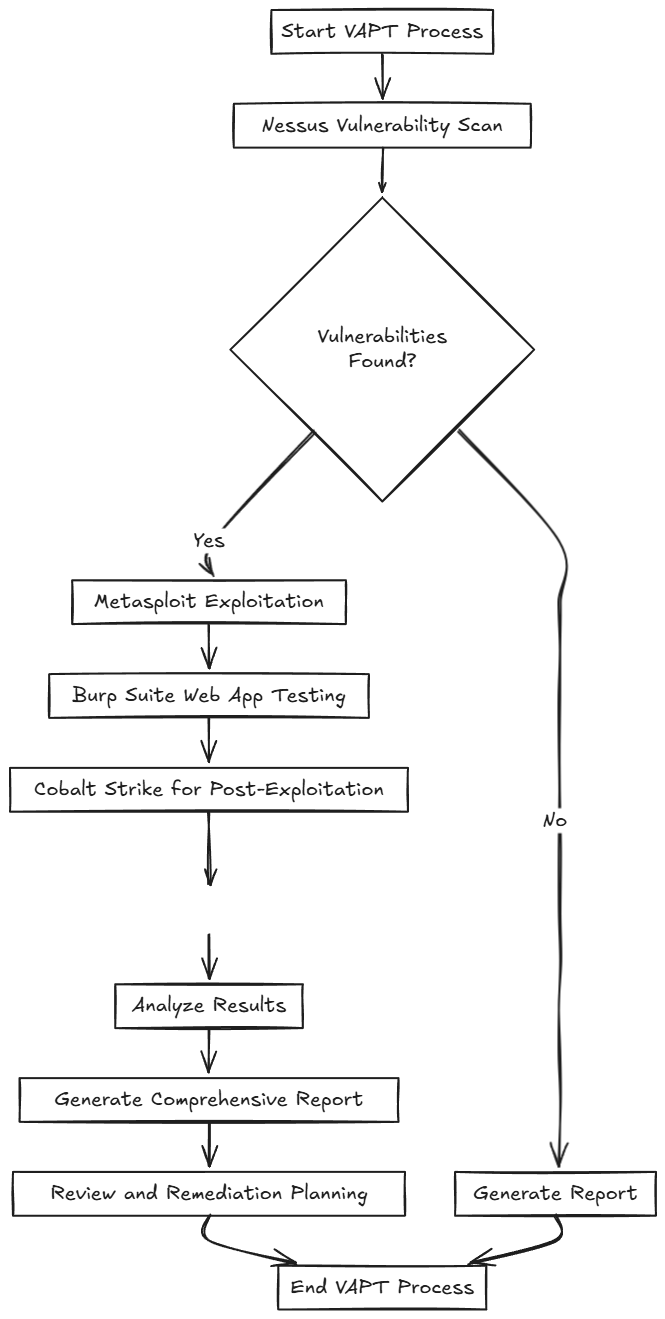 Start VAPT Process
Nessus Vulnerability Scan
Vulnerabilities
Found?
Yes
Metasploit Exploitation
Burp Suite Web App Testing
Cobalt Strike for Post-Exploitation
No
Analyze Results
Generate Comprehensive Report
Review and Remediation Planning
Generate Report
End VAPT Process